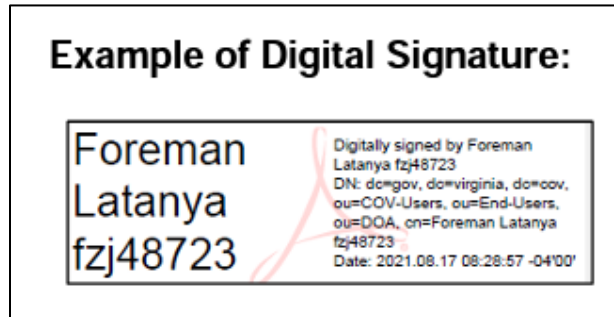 Example of Digital Signature:
Foreman
Latanya
fzj48723
Digitally signed by Foreman
Latanya fzj48723
DN: dc=gov, dc=virginia, dc=cov,
ou=COV-Users, ou=End-Users,
ou=DOA, cn=Foreman Latanya
fzj48723
Date: 2021.08.17 08:28:57 -04'00'